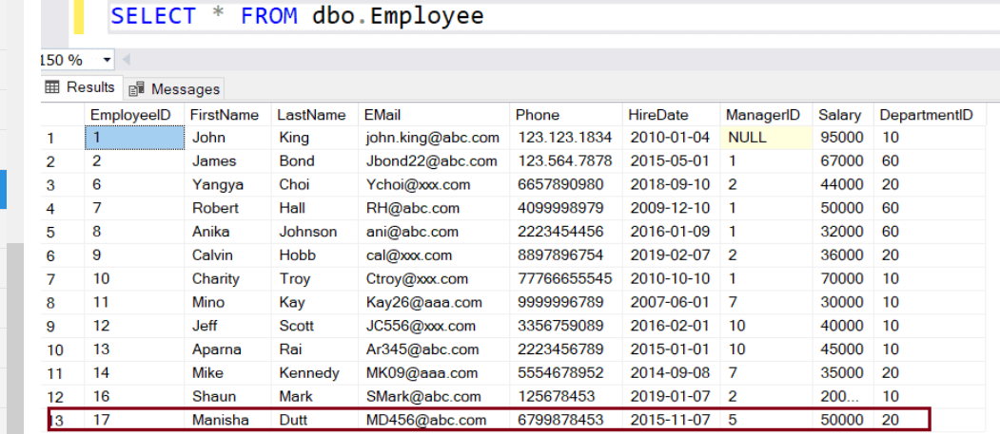 SELECT * FROM dbo.Employee
150 %
Results Messages
EmployeeID FirstName LastName EMail Phone HireDate ManagerID Salary DepartmentID
1 1 John King john.king@abc.com 123.123.1834 2010-01-04 NULL 95000 10
2 2 James Bond Jbond22@abc.com 123.564.7878 2015-05-01 1 67000 60
3 6 Yangya Choi Ychoi@xxx.com 6657890980 2018-09-10 2 44000 20
4 7 Robert Hall RH@abc.com 4099998979 2009-12-10 1 50000 60
5 8 Anika Johnson ani@abc.com 2223454456 2016-01-09 1 32000 60
6 9 Calvin Hobb cal@xxx.com 8897896754 2019-02-07 2 36000 20
7 10 Charity Troy Ctroy@xxx.com 77766655545 2010-10-10 1 70000 10
8 11 Mino Kay Kay26@aaa.com 9999996789 2007-06-01 7 30000 10
9 12 Jeff Scott JC556@xxx.com 3356759089 2016-02-01 10 40000 10
10 13 Aparna Rai Ar345@abc.com 2223456789 2015-01-01 10 45000 10
11 14 Mike Kennedy MK09@aaa.com 5554678952 2014-09-08 7 35000 20
12 16 Shaun Mark SMark@abc.com 125678453 2019-01-07 2 200... 10
13 17 Manisha Dutt MD456@abc.com 6799878453 2015-11-07 5 50000 20